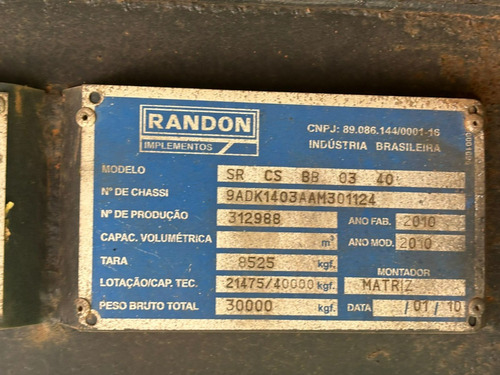 RANDON
IMPLEMENTOS
CNPJ: 89.086.144/0001-16
INDÚSTRIA BRASILEIRA
MODELO SR CS BB 03 40
Nº DE CHASSI 9ADK1403AAM301124
Nº DE PRODUÇÃO 312988 ANO FAB. 2010
CAPAC. VOLUMÉTRICA m³ ANO MOD. 2010
TARA 8525 kgf. MONTADOR
LOTAÇÃO/CAP. TEC. 21475/40000 kgf. MATRIZ
PESO BRUTO TOTAL 30000 kgf. DATA /01/10